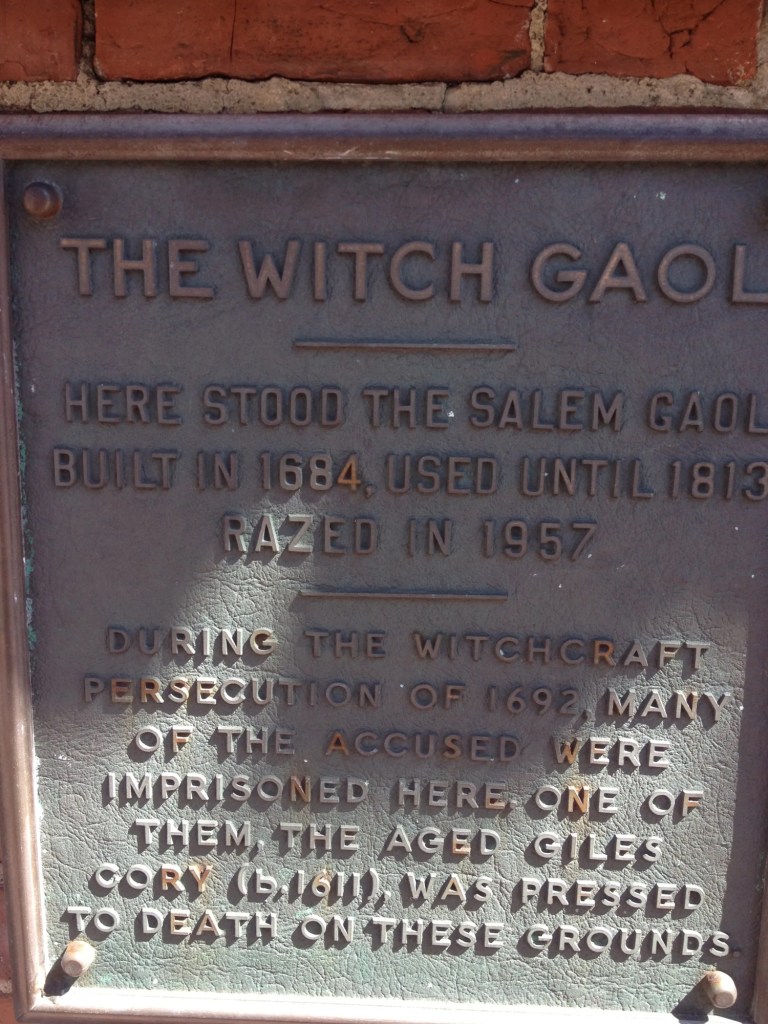 THE WITCH GAOL
HERE STOOD THE SALEM GAOL
BUILT IN 1684, USED UNTIL 1813
RAZED IN 1957
DURING THE WITCHCRAFT
PERSECUTION OF 1692, MANY
OF THE ACCUSED WERE
IMPRISONED HERE. ONE OF
THEM, THE AGED GILES
CORY (b.1611), WAS PRESSED
TO DEATH ON THESE GROUNDS.